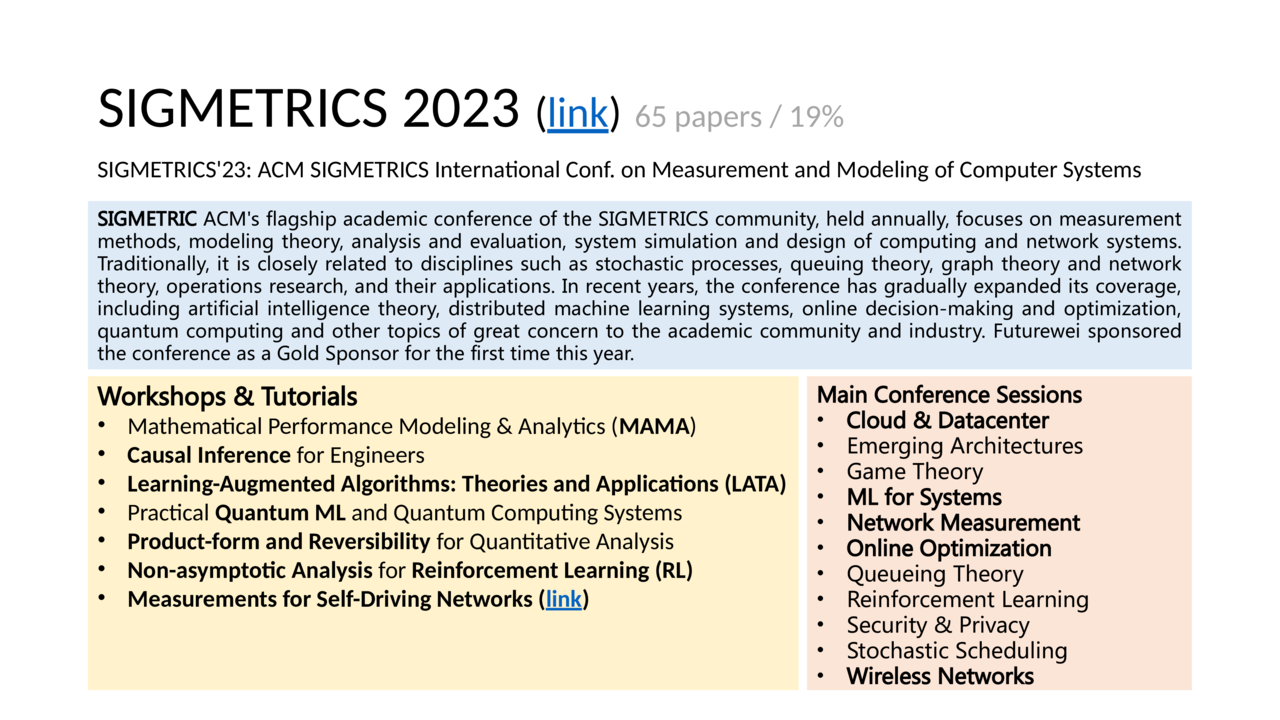 SIGMETRICS 2023 (link) 65 papers / 19%
SIGMETRICS'23: ACM SIGMETRICS International Conf. on Measurement and Modeling of Computer Systems
SIGMETRIC ACM's flagship academic conference of the SIGMETRICS community, held annually, focuses on measurement
methods, modeling theory, analysis and evaluation, system simulation and design of computing and network systems.
Traditionally, it is closely related to disciplines such as stochastic processes, queuing theory, graph theory and network
theory, operations research, and their applications. In recent years, the conference has gradually expanded its coverage,
including artificial intelligence theory, distributed machine learning systems, online decision-making and optimization,
quantum computing and other topics of great concern to the academic community and industry. Futurewei sponsored
the conference as a Gold Sponsor for the first time this year.
Workshops & Tutorials
• Mathematical Performance Modeling & Analytics (MAMA)
• Causal Inference for Engineers
• Learning-Augmented Algorithms: Theories and Applications (LATA)
• Practical Quantum ML and Quantum Computing Systems
• Product-form and Reversibility for Quantitative Analysis
• Non-asymptotic Analysis for Reinforcement Learning (RL)
• Measurements for Self-Driving Networks (link)
Main Conference Sessions
• Cloud & Datacenter
• Emerging Architectures
• Game Theory
• ML for Systems
• Network Measurement
• Online Optimization
• Queueing Theory
• Reinforcement Learning
• Security & Privacy
• Stochastic Scheduling
• Wireless Networks